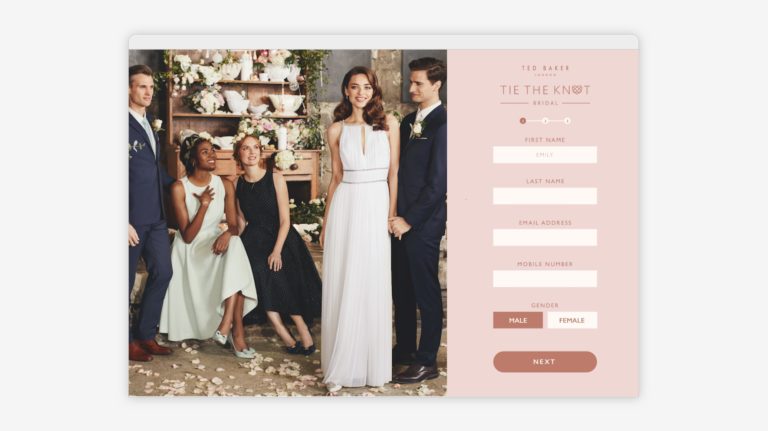 TED BAKER
LONDON
TIE THE KNOT
BRIDAL
1 2 3
FIRST NAME
EMILY
LAST NAME
EMAIL ADDRESS
MOBILE NUMBER
GENDER
MALE FEMALE
NEXT